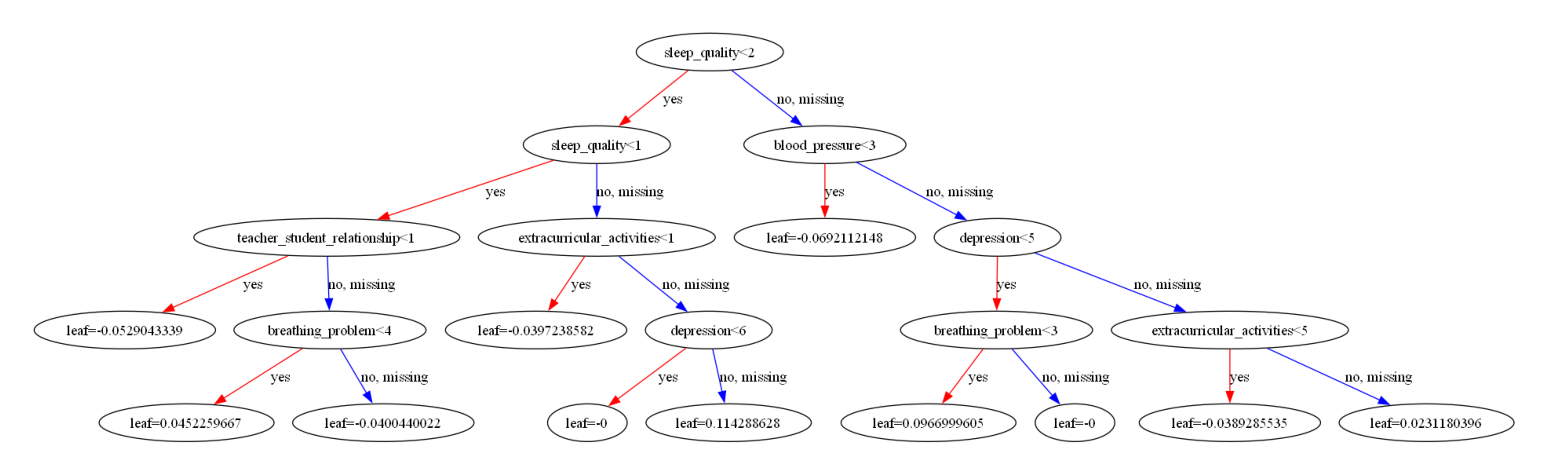 sleep_quality<2
yes
no, missing
sleep_quality<1
blood_pressure<3
yes
no, missing
yes
no, missing
teacher_student_relationship<1
extracurricular_activities<1
leaf=-0.0692112148
depression<5
yes
no, missing
yes
no, missing
yes
no, missing
leaf=-0.0529043339
breathing_problem<4
leaf=-0.0397238582
depression<6
breathing_problem<3
extracurricular_activities<5
yes
no, missing
yes
no, missing
yes
no, missing
yes
no, missing
leaf=0.0452259667
leaf=-0.0400440022
leaf=-0
leaf=0.114288628
leaf=0.0966999605
leaf=-0
leaf=-0.0389285535
leaf=0.0231180396